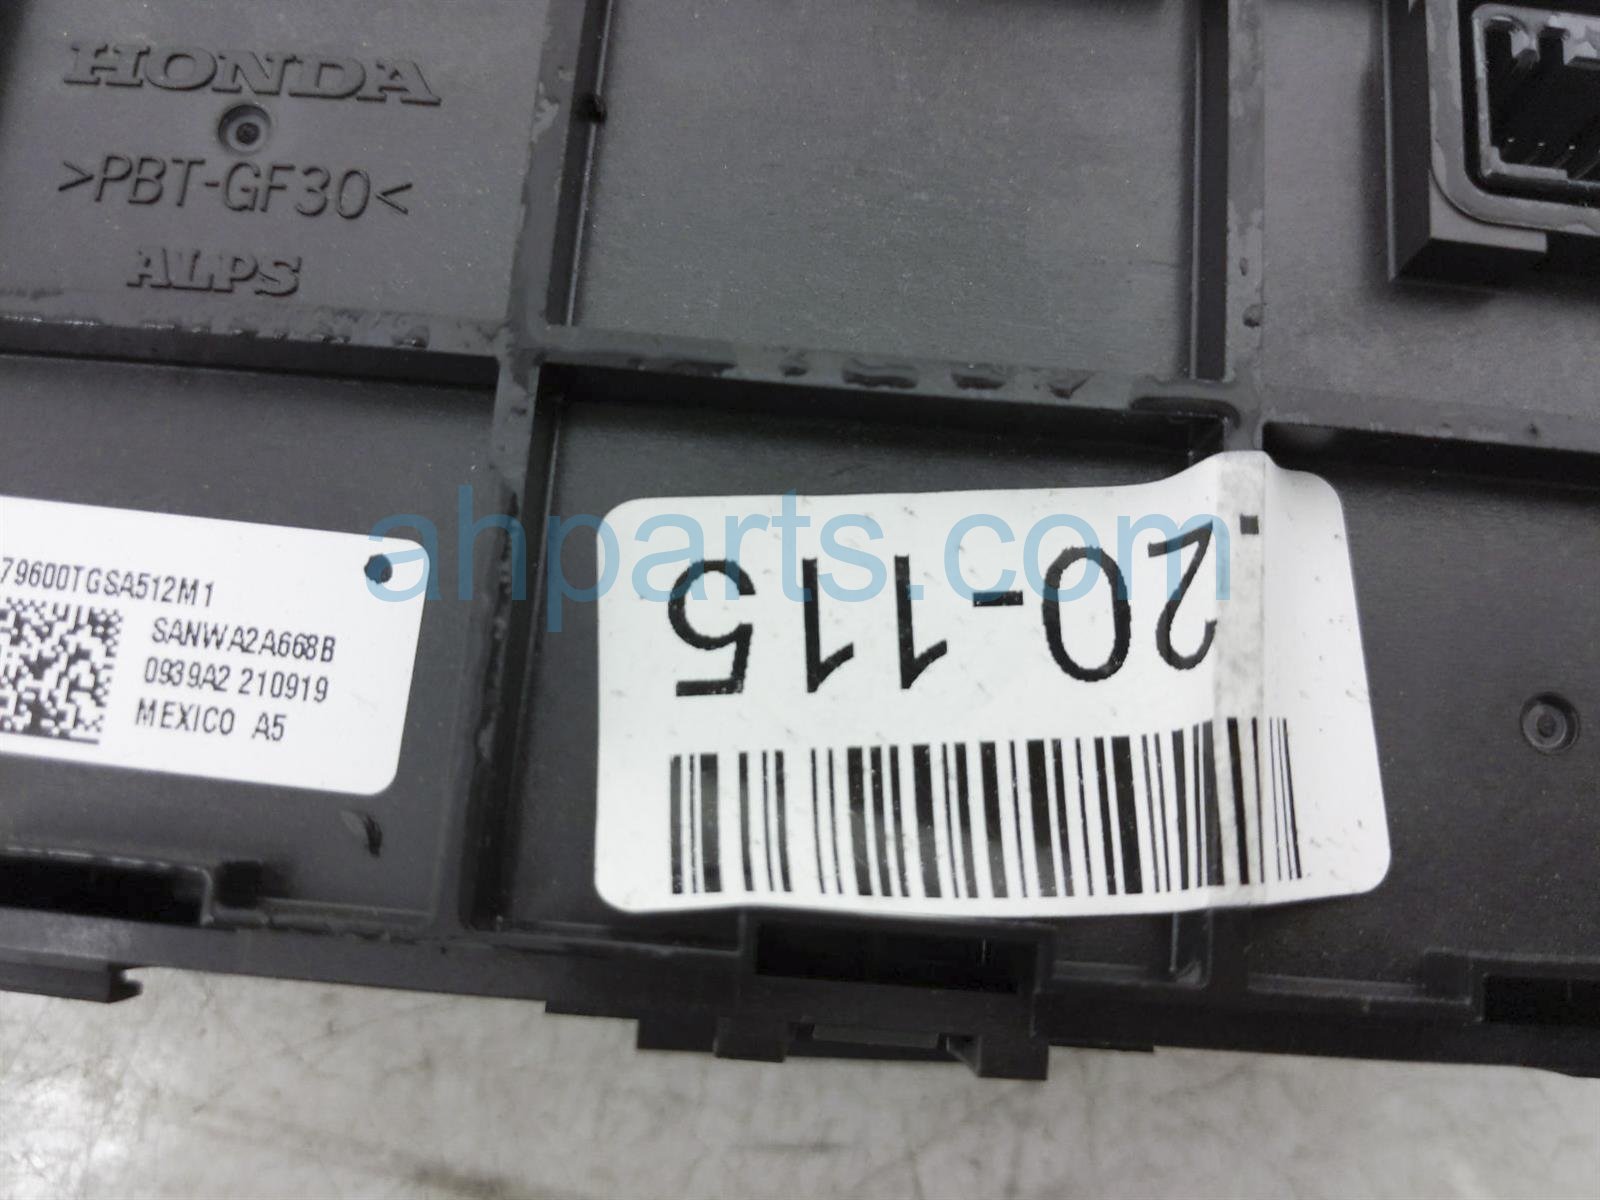 HONDA
>PBT-GF30<
ALPS
ahparts.com
79600TGSA512M1
SANWA2A668B
0939A2 210919
MEXICO A5
20-115